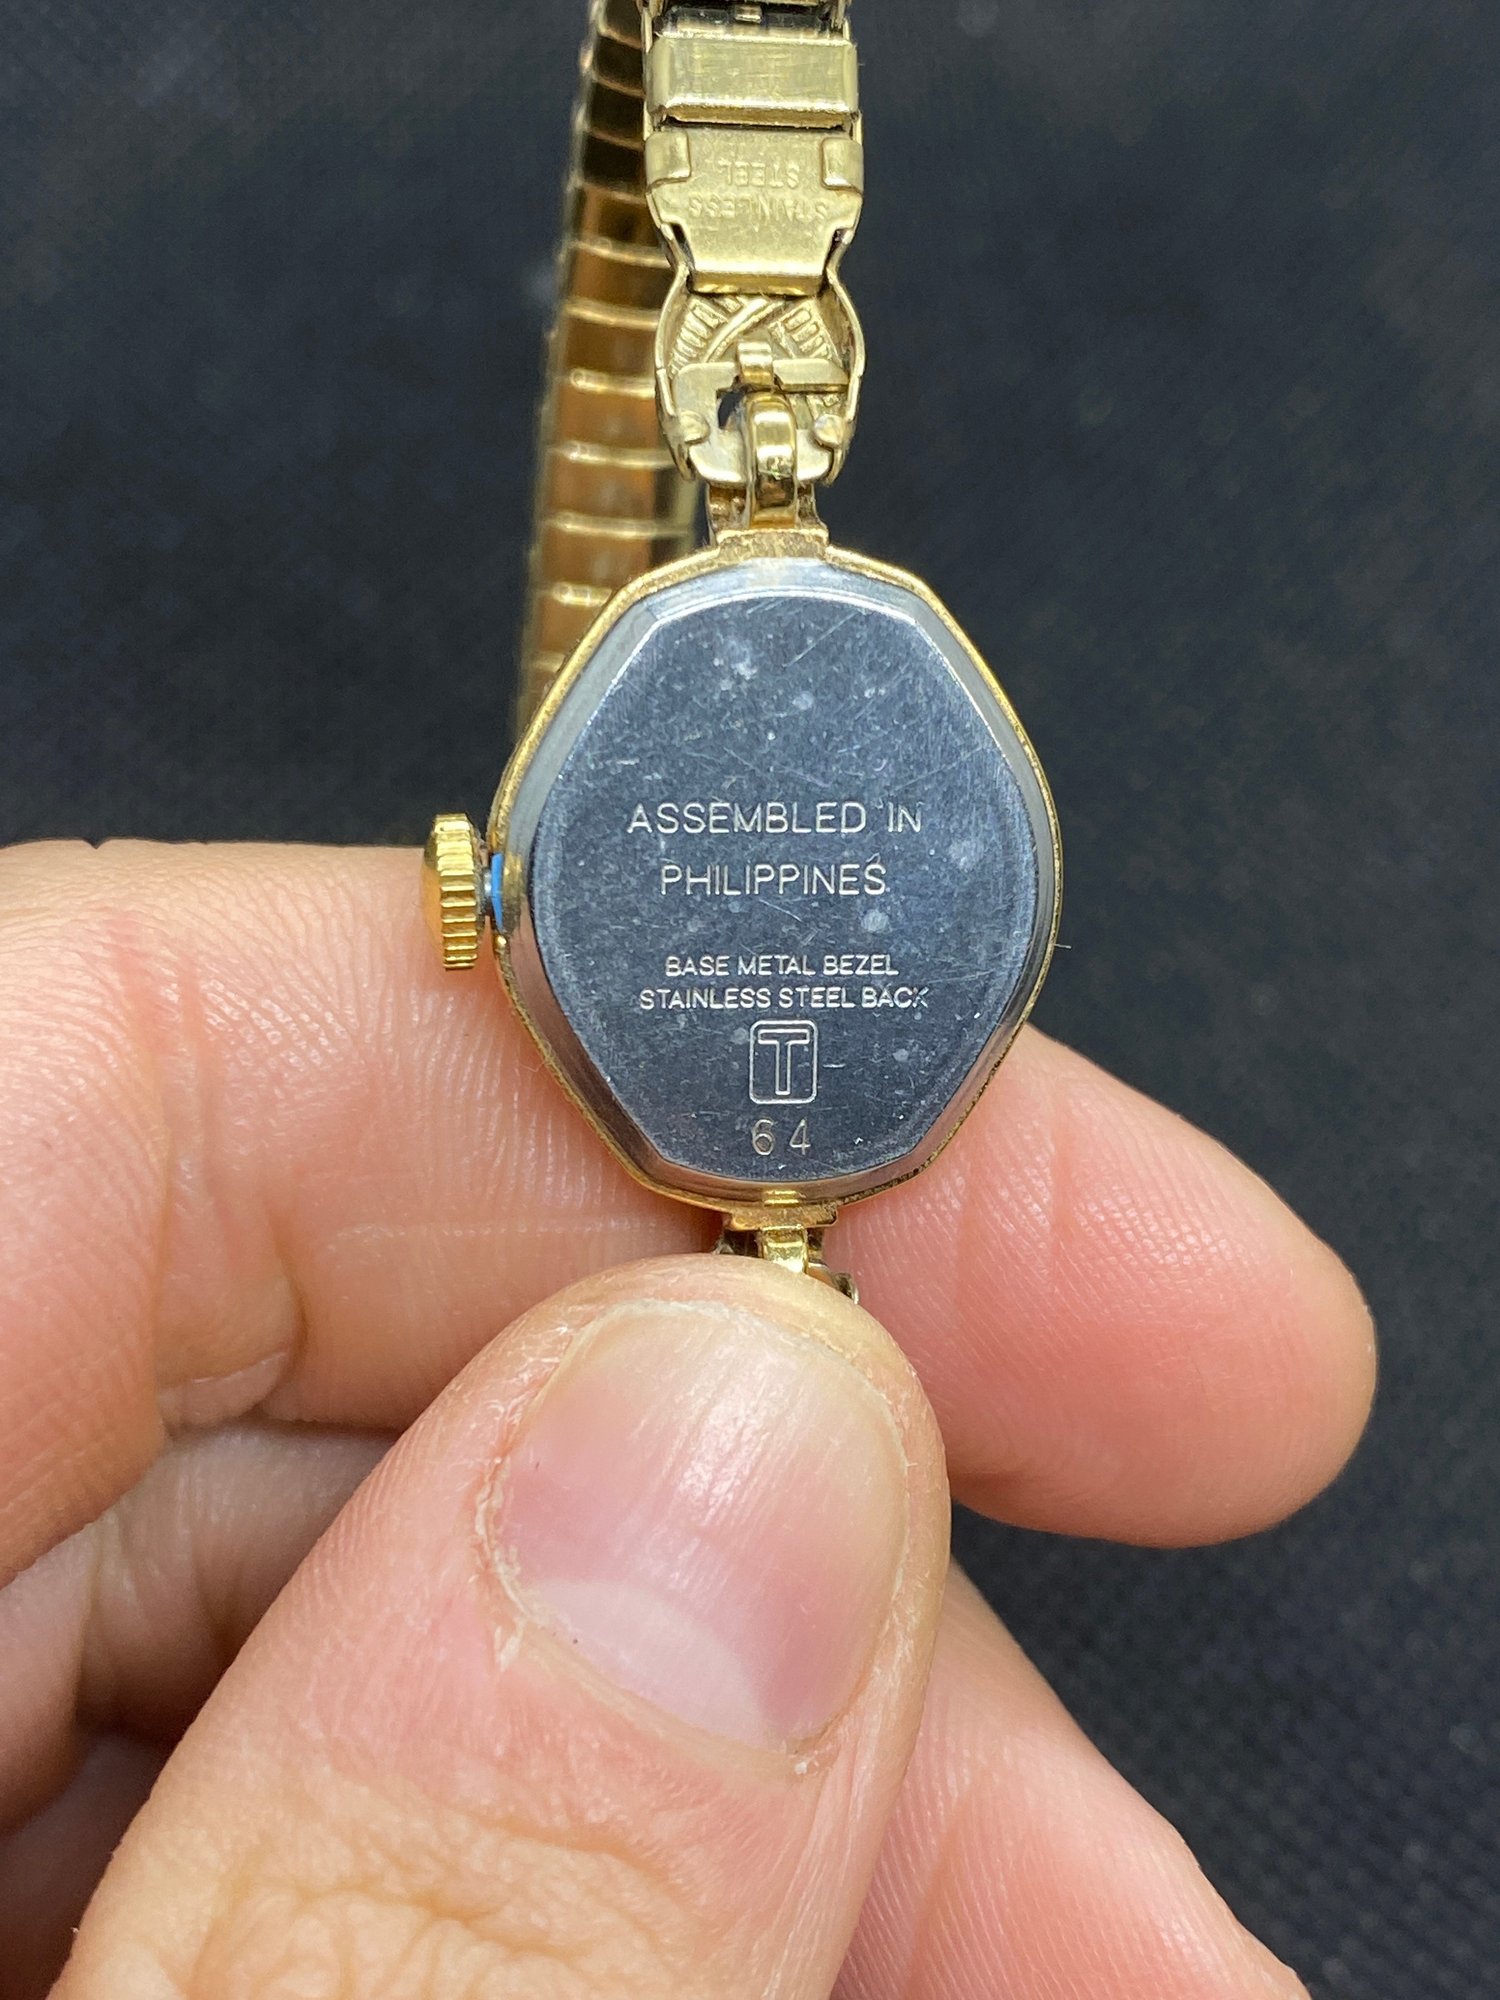 STAINLESS
STEEL
ASSEMBLED IN
PHILIPPINES
BASE METAL BEZEL
STAINLESS STEEL BACK
T
64